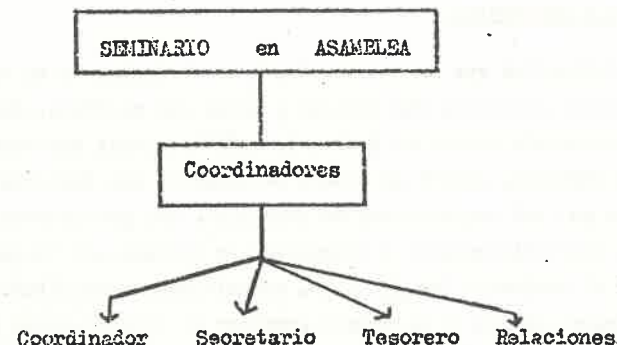 SEMINARIO en ASAMBLEA
Coordinadores
Coordinador Secretario Tesorero Relaciones